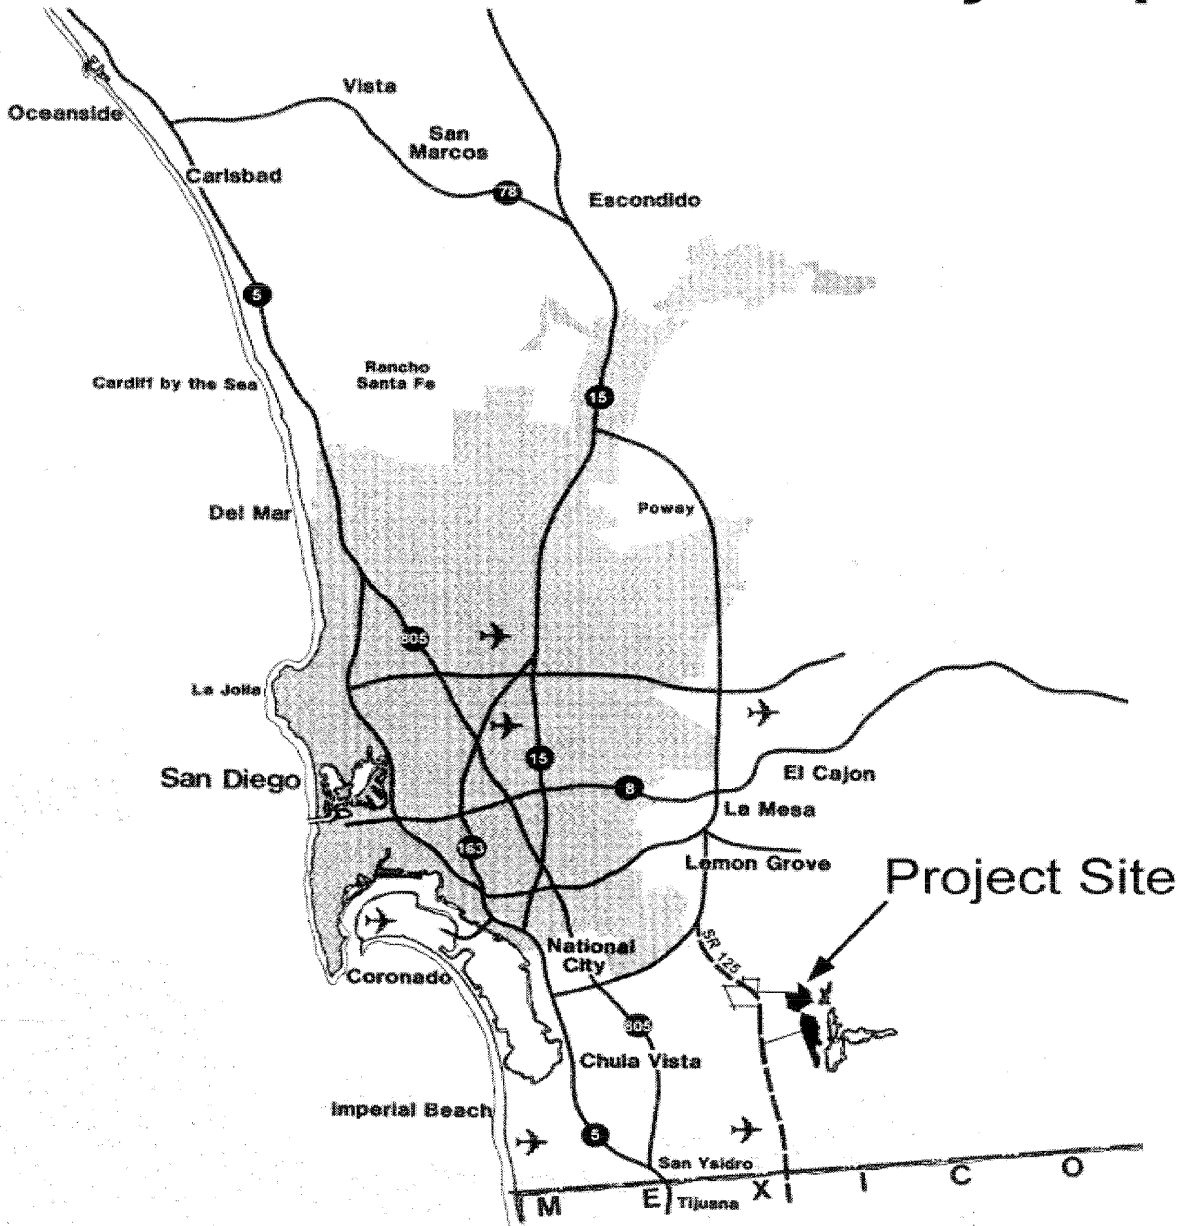 Vista
Oceanside
San
Marcos
Carlsbad
78
Escondido
5
Rancho
Santa Fe
Cardiff by the Sea
15
Del Mar
Poway
805
La Jolla
15
San Diego
8
El Cajon
La Mesa
163
Lemon Grove
Project Site
SR 125
National
City
Coronado
805
Chula Vista
Imperial Beach
5
San Ysidro
M E X I C O
Tijuana